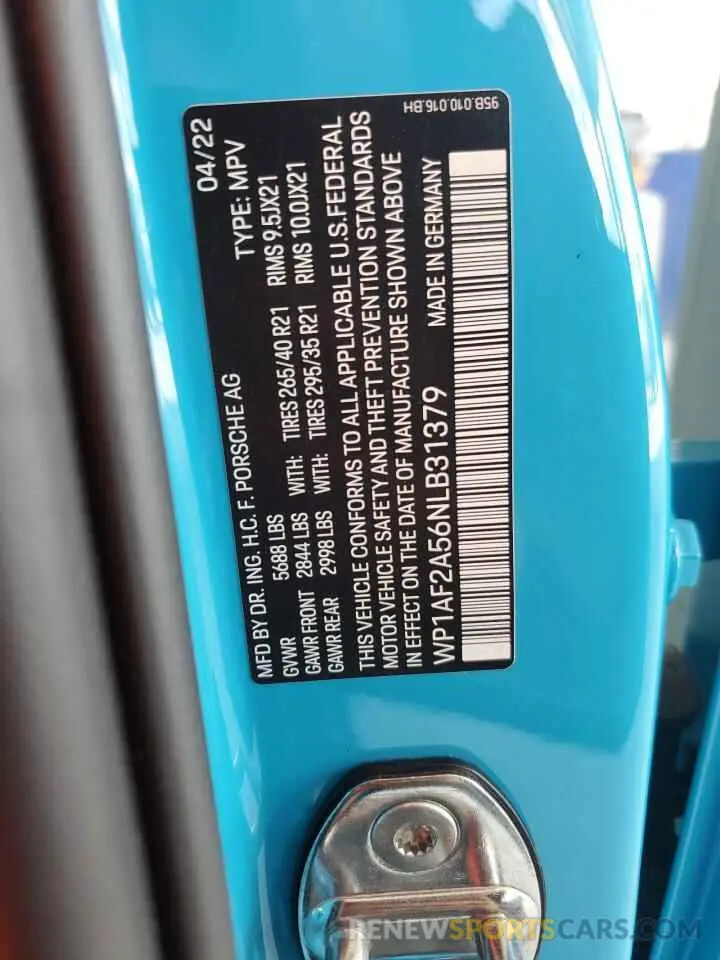 95B.010.016.BH
04/22
MFD BY DR. ING. H.C. F. PORSCHE AG TYPE: MPV
GVWR 5688 LBS
GAWR FRONT 2844 LBS WITH: TIRES 265/40 R21 RIMS 9.5JX21
GAWR REAR 2998 LBS WITH: TIRES 295/35 R21 RIMS 10.0JX21
THIS VEHICLE CONFORMS TO ALL APPLICABLE U.S. FEDERAL
MOTOR VEHICLE SAFETY AND THEFT PREVENTION STANDARDS
IN EFFECT ON THE DATE OF MANUFACTURE SHOWN ABOVE
WP1AF2A56NLB31379 MADE IN GERMANY
RENEWSPORTSCARS.COM